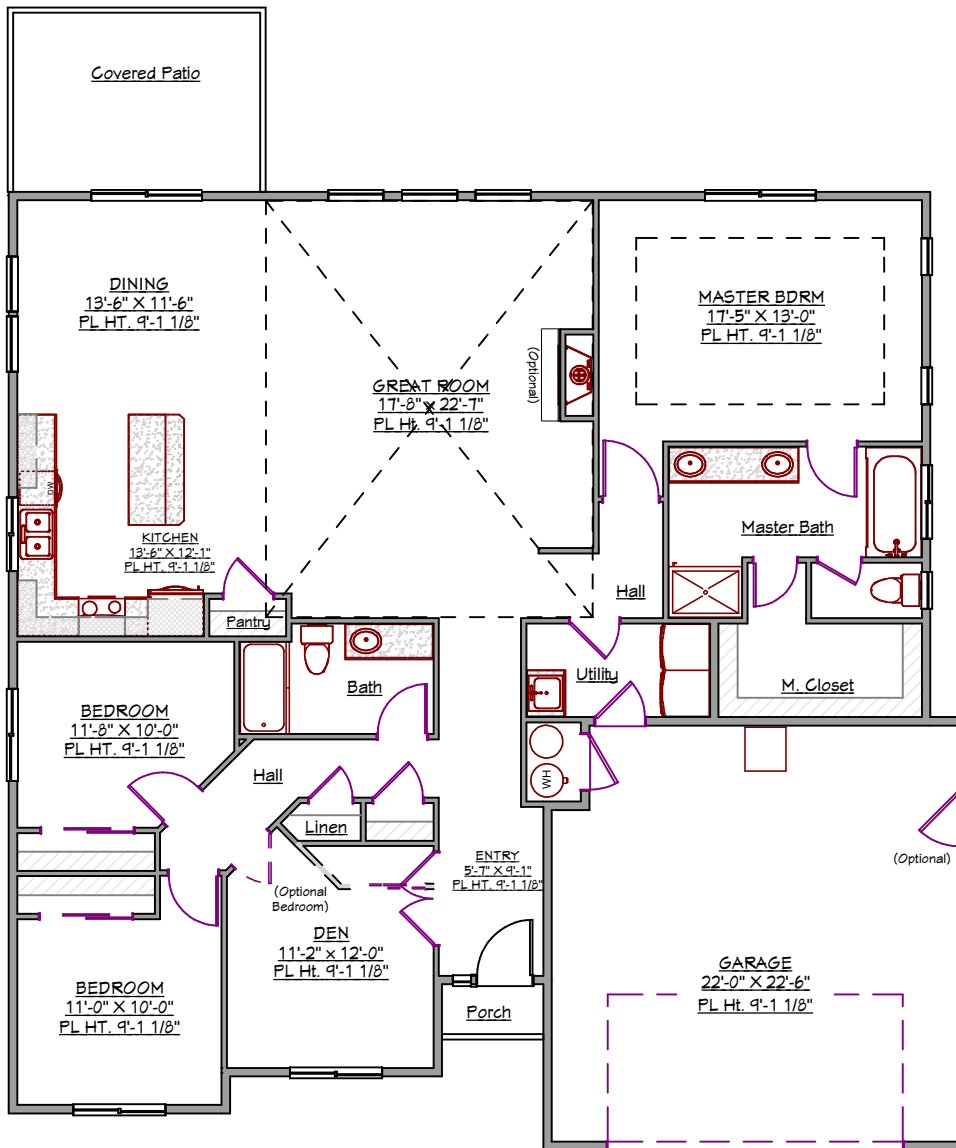 Covered Patio
DINING
13'-6" X 11'-6"
PL HT. 9'-1 1/8"
MASTER BDRM
17'-5" X 13'-0"
PL HT. 9'-1 1/8"
(Optional)
GREAT ROOM
17'-8" x 22'-7"
PL Ht. 9'-1 1/8"
DW
KITCHEN
13'-6" X 12'-1"
PL HT. 9'-1 1/8"
Master Bath
Hall
Pantry
Utility
Bath
M. Closet
BEDROOM
11'-8" X 10'-0"
PL HT. 9'-1 1/8"
Hall
WH
Linen
ENTRY
5'-7" X 9'-1"
PL HT. 9'-1 1/8"
(Optional)
(Optional
Bedroom)
DEN
11'-2" x 12'-0"
PL Ht. 9'-1 1/8"
GARAGE
22'-0" X 22'-6"
PL Ht. 9'-1 1/8"
BEDROOM
11'-0" X 10'-0"
PL HT. 9'-1 1/8"
Porch